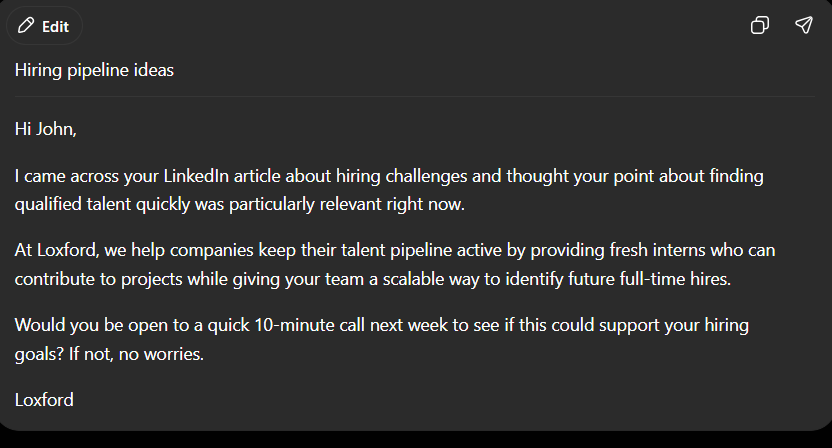 Edit
Hiring pipeline ideas
Hi John,
I came across your LinkedIn article about hiring challenges and thought your point about finding
qualified talent quickly was particularly relevant right now.
At Loxford, we help companies keep their talent pipeline active by providing fresh interns who can
contribute to projects while giving your team a scalable way to identify future full-time hires.
Would you be open to a quick 10-minute call next week to see if this could support your hiring
goals? If not, no worries.
Loxford